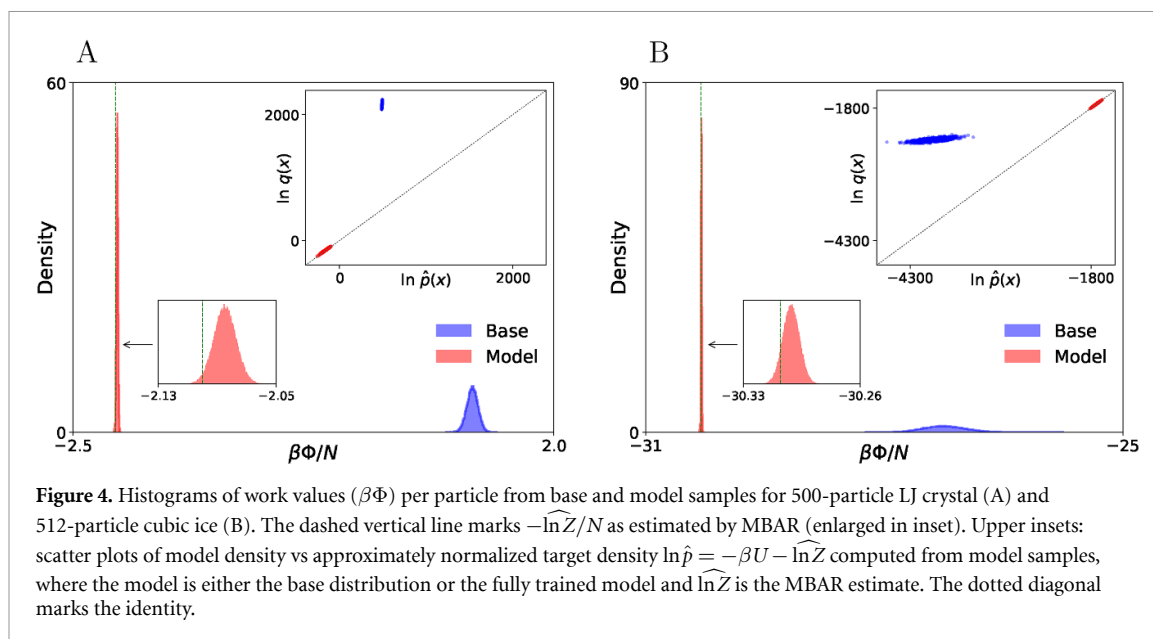 A
60
Density
0
−2.5
βΦ/N
2.0
2000
ln q(x)
0
0
ln p̂(x)
2000
−2.13
−2.05
Base
Model
B
90
Density
0
−31
βΦ/N
−25
−1800
ln q(x)
−4300
−4300
ln p̂(x)
−1800
−30.33
−30.26
Base
Model
Figure 4. Histograms of work values (βΦ) per particle from base and model samples for 500-particle LJ crystal (A) and
512-particle cubic ice (B). The dashed vertical line marks −\widehat{ln Z}/N as estimated by MBAR (enlarged in inset). Upper insets:
scatter plots of model density vs approximately normalized target density ln p̂ = −βU − \widehat{ln Z} computed from model samples,
where the model is either the base distribution or the fully trained model and \widehat{ln Z} is the MBAR estimate. The dotted diagonal
marks the identity.